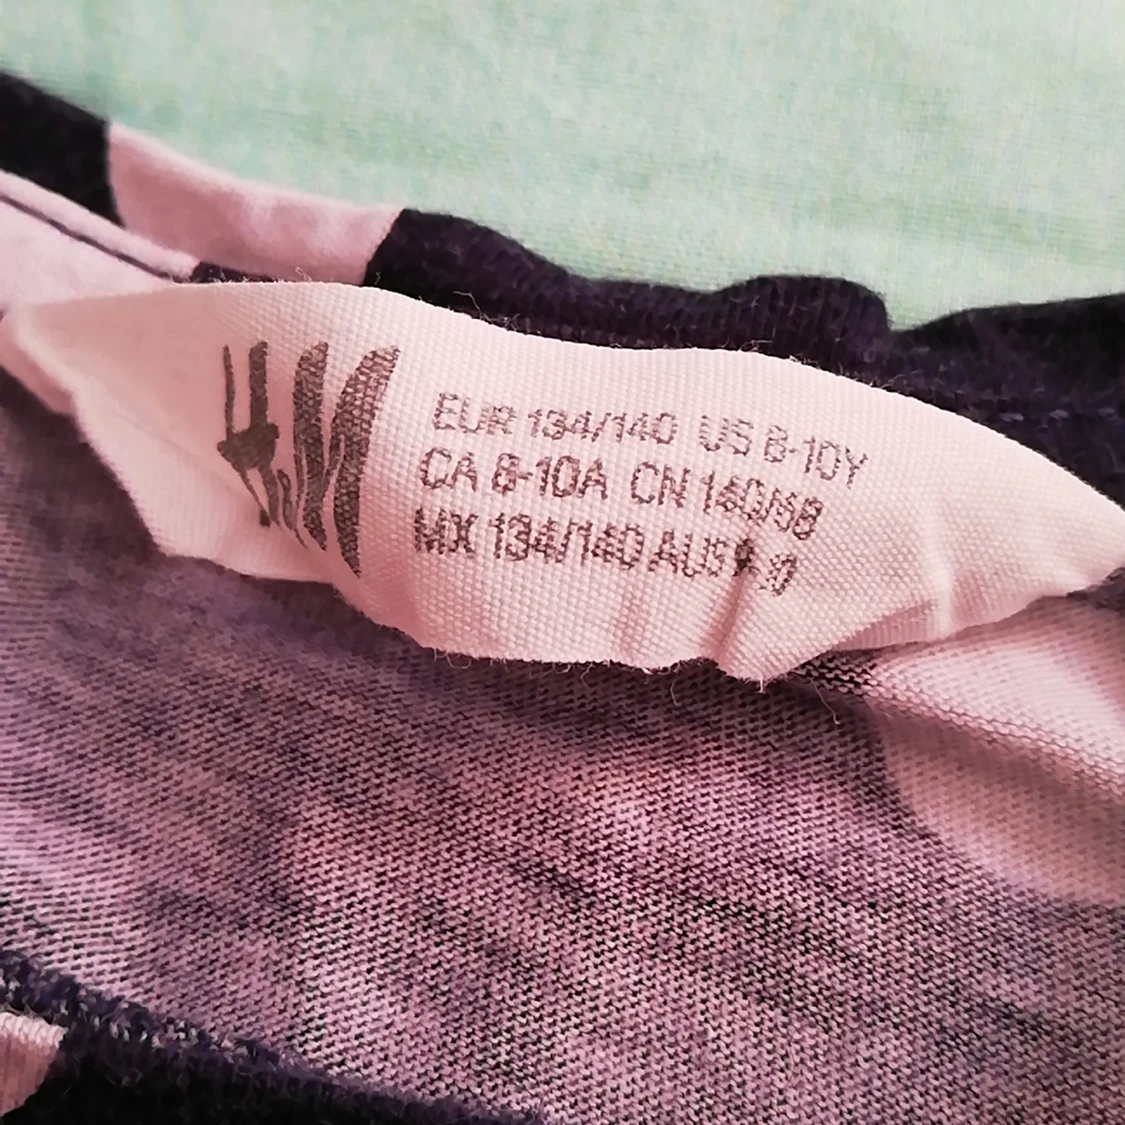 H&M
EUR 134/140 US 8-10Y
CA 8-10A CN 140/68
MX 134/140 AUS